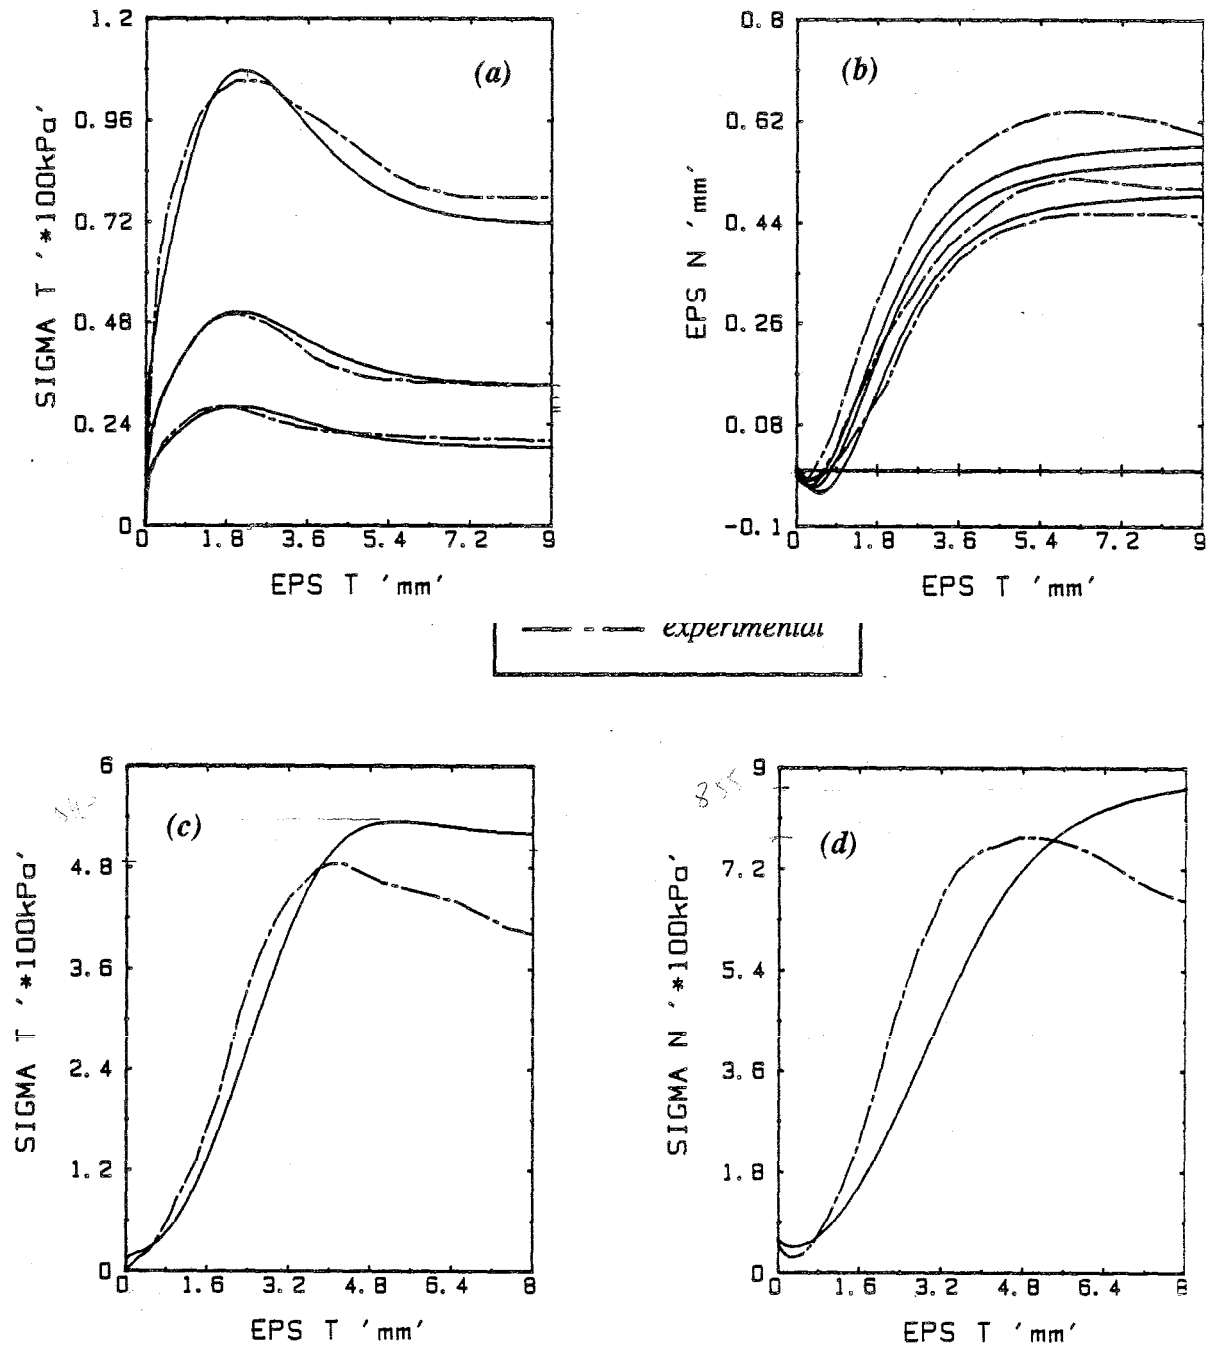 1.2
0.96
0.72
0.48
0.24
0
SIGMA T '*100kPa'
(a)
0 1.8 3.6 5.4 7.2 9
EPS T 'mm'
0.8
0.62
0.44
0.26
0.08
-0.1
EPS N 'mm'
(b)
0 1.8 3.6 5.4 7.2 9
EPS T 'mm'
experimental
6
4.8
3.6
2.4
1.2
0
SIGMA T '*100kPa'
(c)
0 1.6 3.2 4.8 6.4 8
EPS T 'mm'
9
855
7.2
5.4
3.6
1.8
0
SIGMA N '*100kPa'
(d)
0 1.6 3.2 4.8 6.4 8
EPS T 'mm'